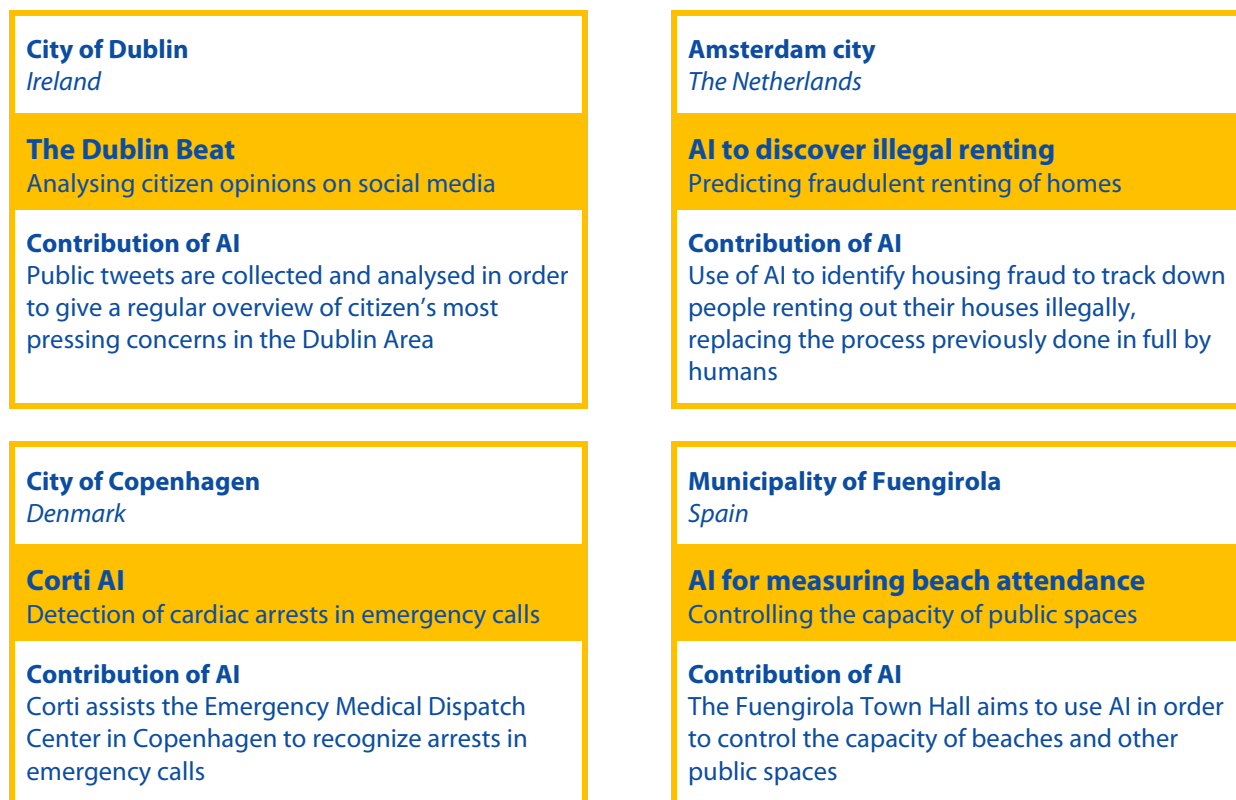 City of Dublin
Ireland
The Dublin Beat
Analysing citizen opinions on social media
Contribution of AI
Public tweets are collected and analysed in order
to give a regular overview of citizen’s most
pressing concerns in the Dublin Area
Amsterdam city
The Netherlands
AI to discover illegal renting
Predicting fraudulent renting of homes
Contribution of AI
Use of AI to identify housing fraud to track down
people renting out their houses illegally,
replacing the process previously done in full by
humans
City of Copenhagen
Denmark
Corti AI
Detection of cardiac arrests in emergency calls
Contribution of AI
Corti assists the Emergency Medical Dispatch
Center in Copenhagen to recognize arrests in
emergency calls
Municipality of Fuengirola
Spain
AI for measuring beach attendance
Controlling the capacity of public spaces
Contribution of AI
The Fuengirola Town Hall aims to use AI in order
to control the capacity of beaches and other
public spaces